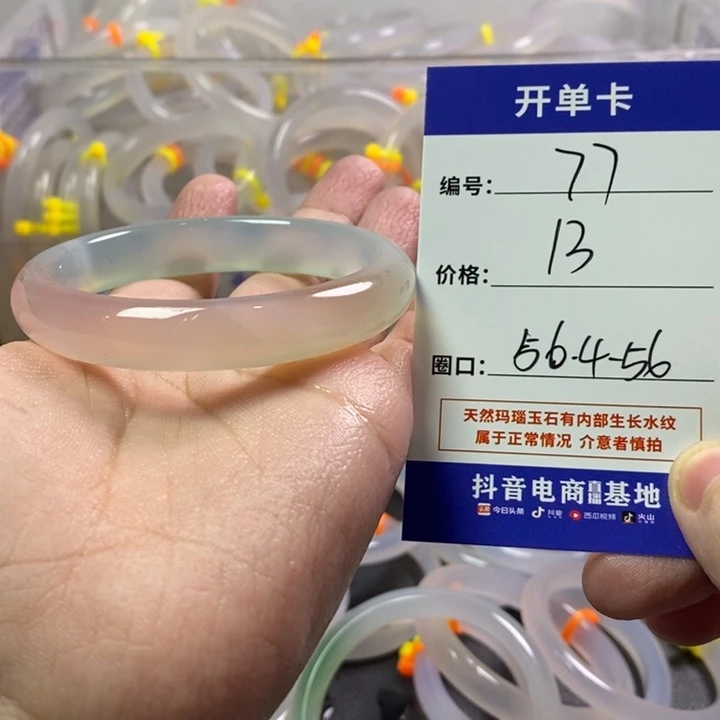 开单卡
编号: 77
价格: 13
圈口: 56.4-56
天然玛瑙玉石有内部生长水纹
属于正常情况 介意者慎拍
抖音电商直播基地
头条 今日头条 抖音 西瓜视频 火山